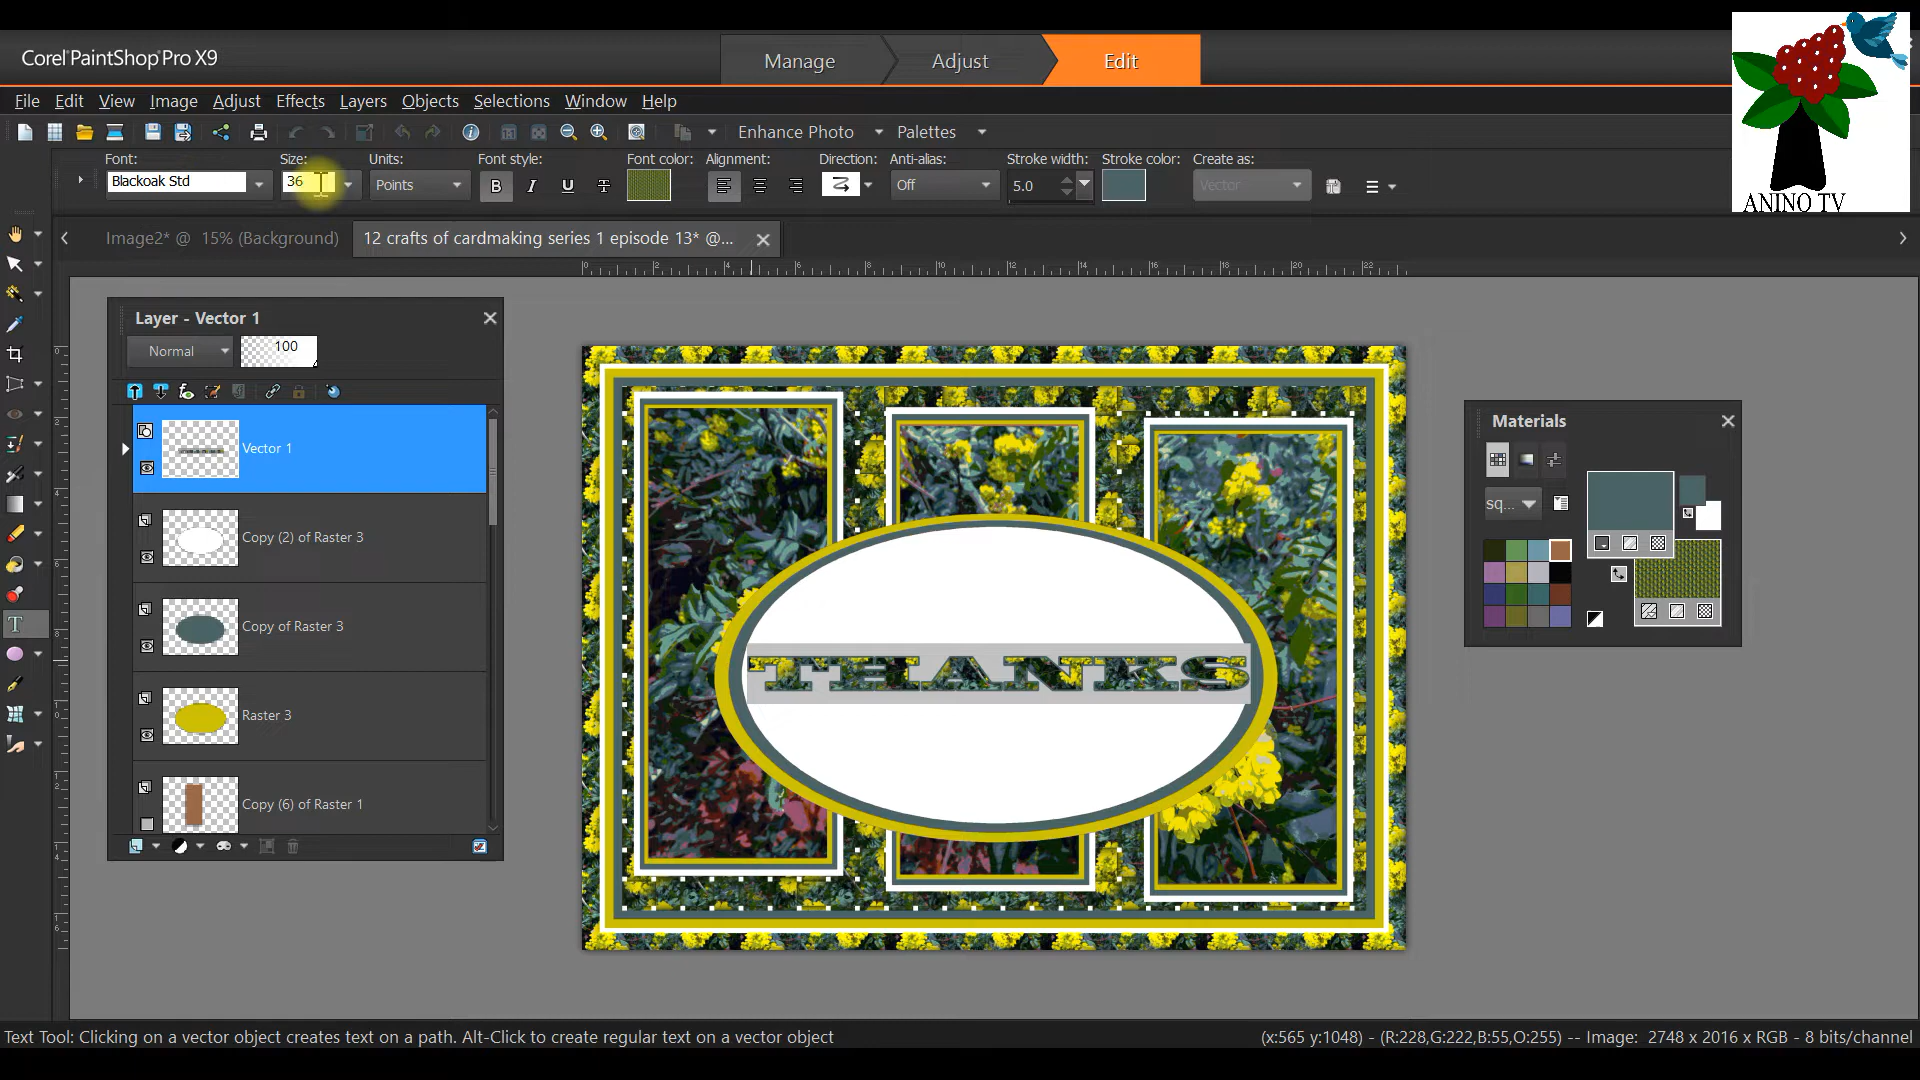 Corel PaintShop Pro X9
Manage Adjust Edit
File Edit View Image Adjust Effects Layers Objects Selections Window Help
Enhance Photo Palettes
Font: Size: Units: Font style: Font color: Alignment: Direction: Anti-alias: Stroke width: Stroke color: Create as:
Blackoak Std 36 Points B I U T Off 5.0 Vector
ANINO TV
Image2* @ 15% (Background) 12 crafts of cardmaking series 1 episode 13* @...
Layer - Vector 1
Normal 100
Vector 1
Copy (2) of Raster 3
Copy of Raster 3
Raster 3
Copy (6) of Raster 1
THANKS
Materials
sq...
Text Tool: Clicking on a vector object creates text on a path. Alt-Click to create regular text on a vector object
(x:565 y:1048) - (R:228,G:222,B:55,O:255) -- Image: 2748 x 2016 x RGB - 8 bits/channel